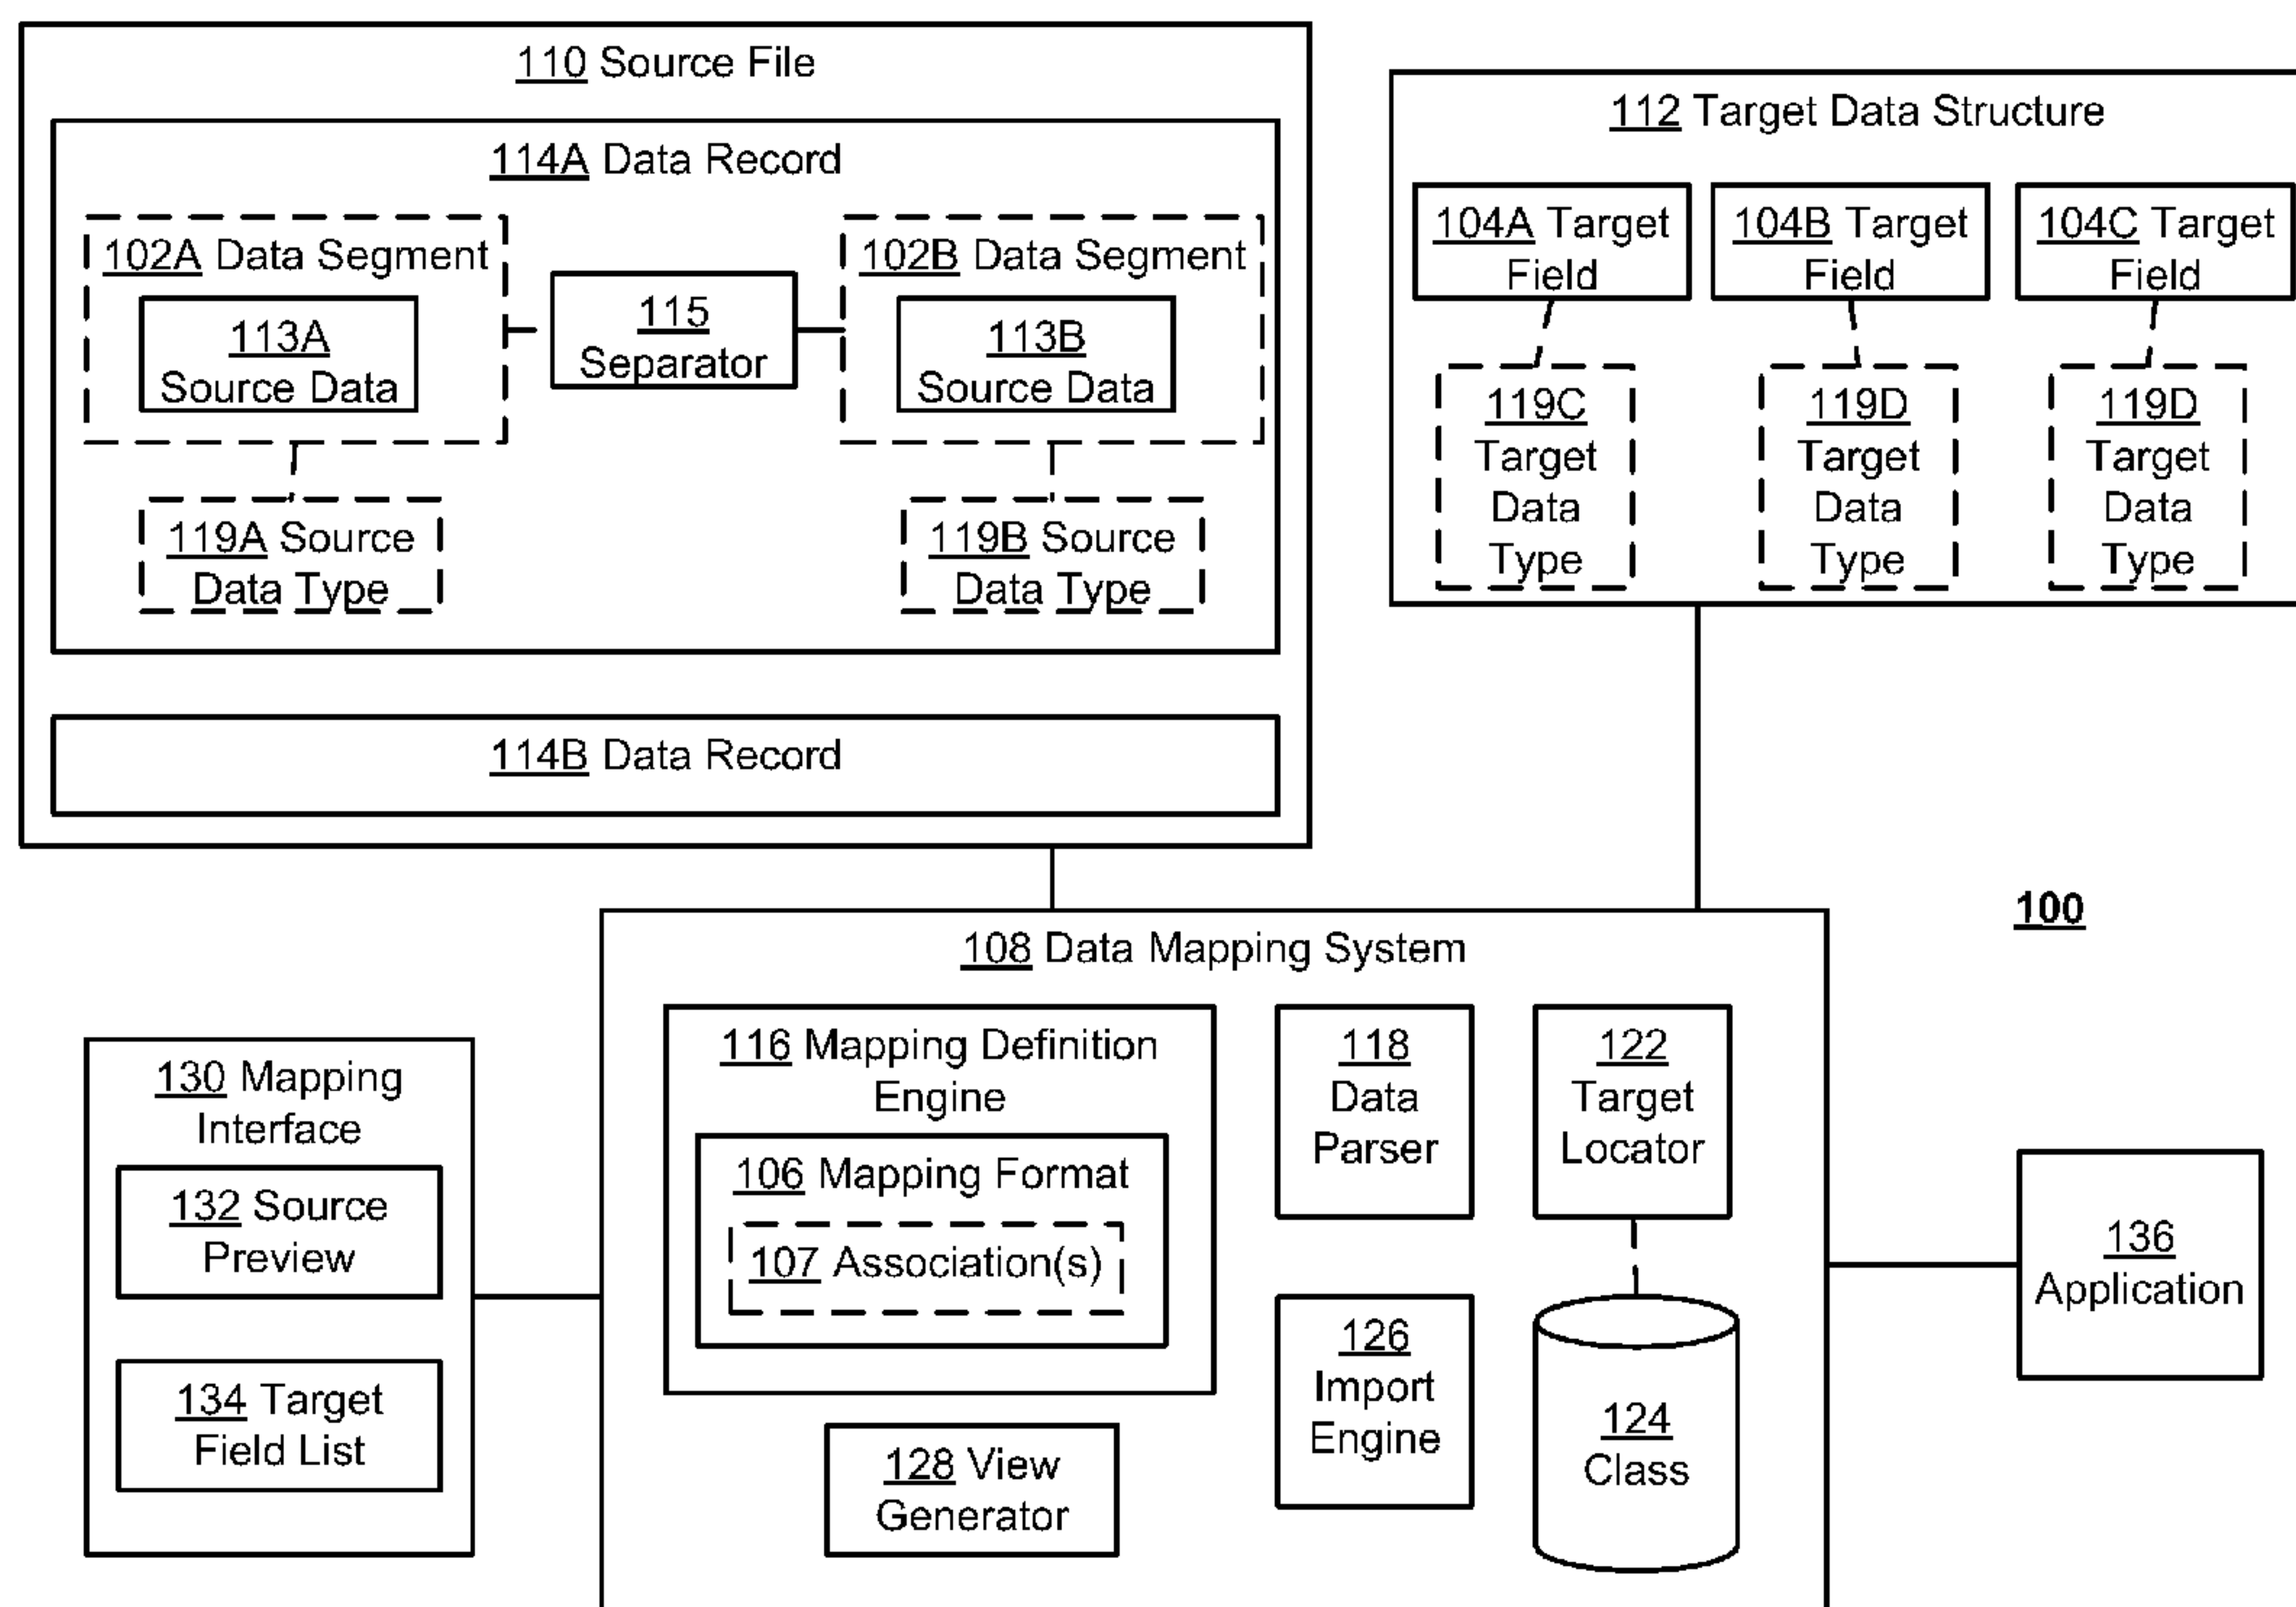 110 Source File
114A Data Record
102A Data Segment
113A
Source Data
115
Separator
102B Data Segment
113B
Source Data
119A Source
Data Type
119B Source
Data Type
114B Data Record
112 Target Data Structure
104A Target
Field
104B Target
Field
104C Target
Field
119C
Target
Data
Type
119D
Target
Data
Type
119D
Target
Data
Type
100
108 Data Mapping System
116 Mapping Definition
Engine
106 Mapping Format
107 Association(s)
118
Data
Parser
122
Target
Locator
126
Import
Engine
124
Class
128 View
Generator
130 Mapping
Interface
132 Source
Preview
134 Target
Field List
136
Application